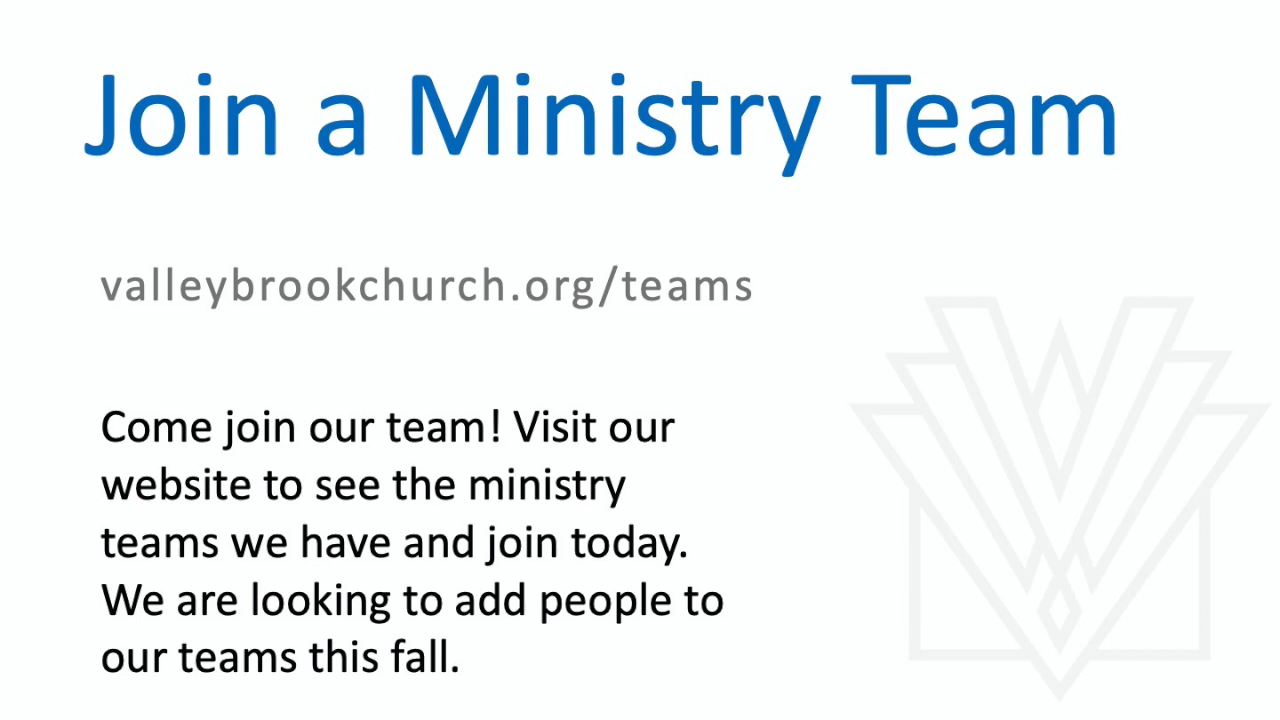 Join a Ministry Team
valleybrookchurch.org/teams
Come join our team! Visit our
website to see the ministry
teams we have and join today.
We are looking to add people to
our teams this fall.